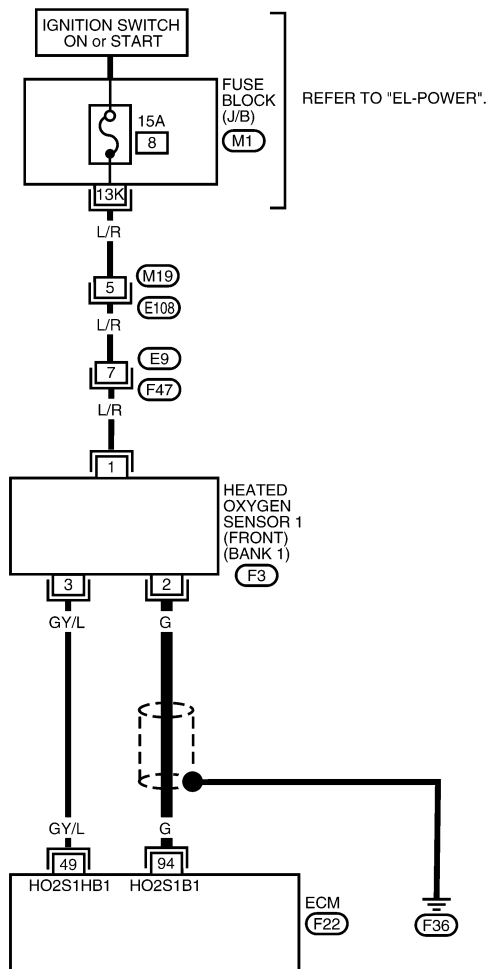 IGNITION SWITCH
ON or START
FUSE
BLOCK
(J/B)
M1
REFER TO "EL-POWER".
15A
8
13K
L/R
5
M19
E108
L/R
7
E9
F47
L/R
1
HEATED
OXYGEN
SENSOR 1
(FRONT)
(BANK 1)
F3
3
2
GY/L
G
GY/L
G
49
94
HO2S1HB1
HO2S1B1
ECM
F22
F36